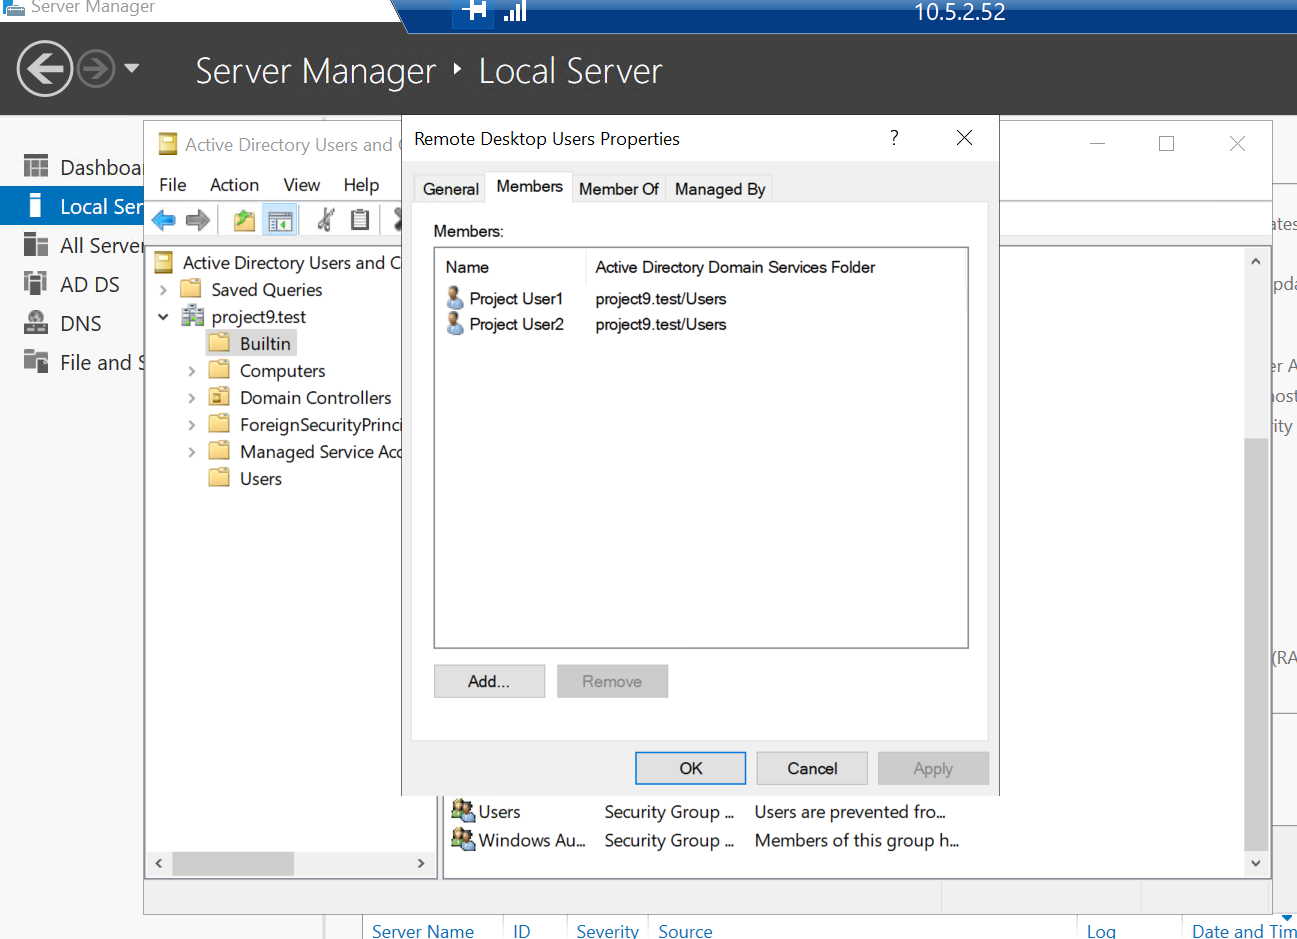 Server Manager
10.5.2.52
Server Manager ‣ Local Server
Dashboar
Local Ser
All Server
AD DS
DNS
File and S
Active Directory Users and C
File Action View Help
Active Directory Users and C
Saved Queries
project9.test
Builtin
Computers
Domain Controllers
ForeignSecurityPrinci
Managed Service Acc
Users
Remote Desktop Users Properties
?
General Members Member Of Managed By
Members:
Name Active Directory Domain Services Folder
Project User1 project9.test/Users
Project User2 project9.test/Users
Add... Remove
OK Cancel Apply
Users Security Group ... Users are prevented fro...
Windows Au... Security Group ... Members of this group h...
ates
pda
er A
host
rity
(RA
Server Name ID Severity Source Log Date and Tim